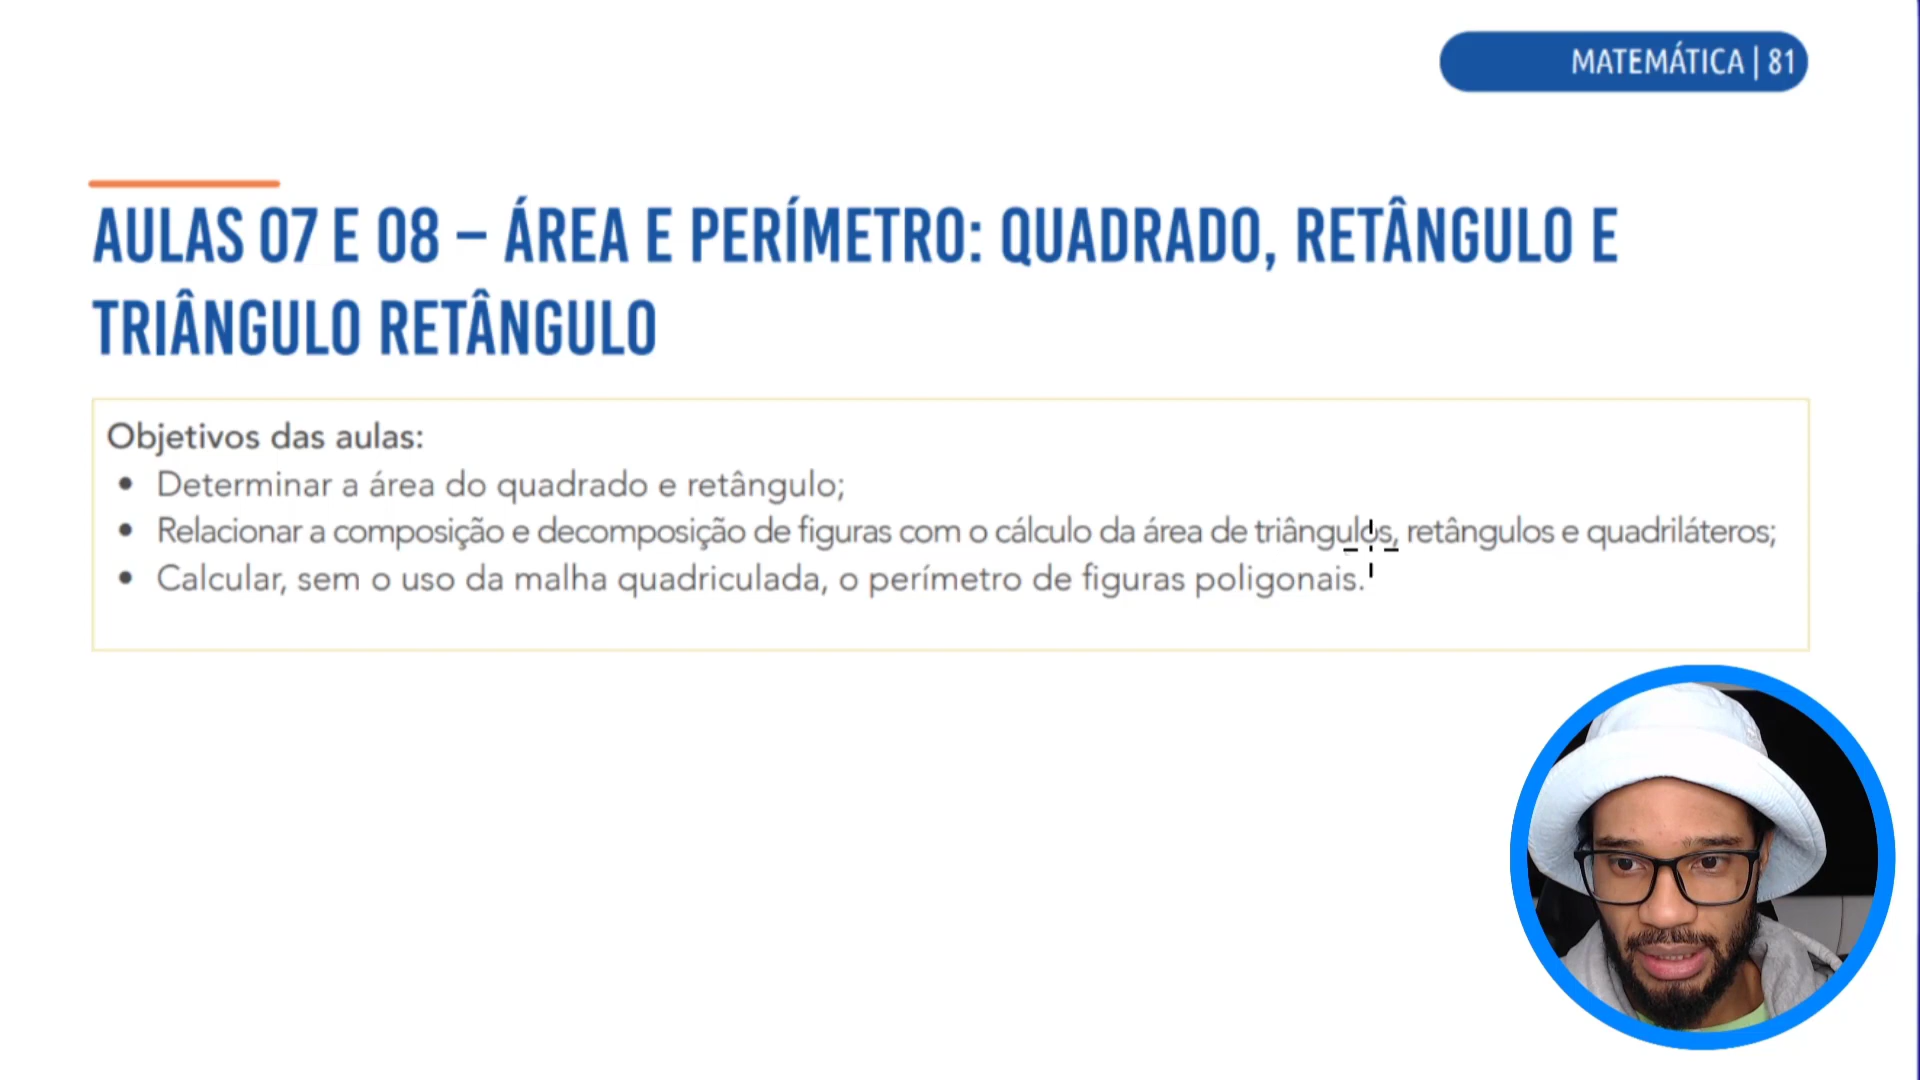 MATEMÁTICA | 81
AULAS 07 E 08 – ÁREA E PERÍMETRO: QUADRADO, RETÂNGULO E
TRIÂNGULO RETÂNGULO
Objetivos das aulas:
• Determinar a área do quadrado e retângulo;
• Relacionar a composição e decomposição de figuras com o cálculo da área de triângulos, retângulos e quadriláteros;
• Calcular, sem o uso da malha quadriculada, o perímetro de figuras poligonais.